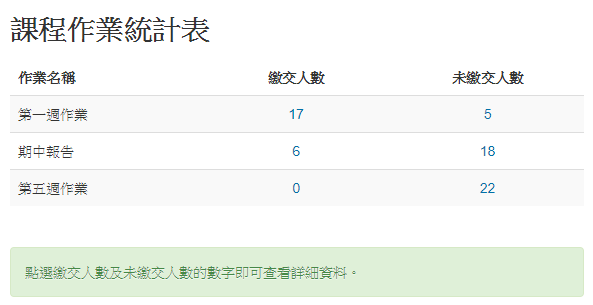 課程作業統計表
作業名稱 繳交人數 未繳交人數
第一週作業 17 5
期中報告 6 18
第五週作業 0 22
點選繳交人數及未繳交人數的數字即可查看詳細資料。